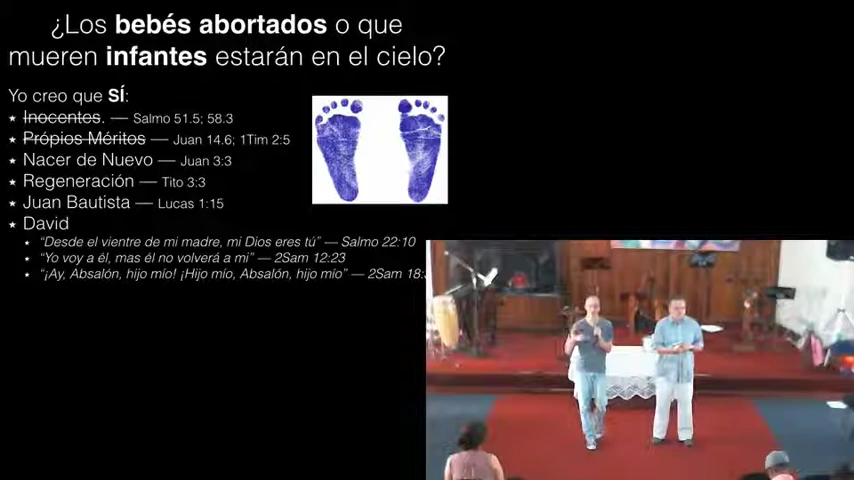 ¿Los bebés abortados o que
mueren infantes estarán en el cielo?
Yo creo que SÍ:
★ Inocentes. — Salmo 51.5; 58.3
★ Própios Méritos — Juan 14.6; 1Tim 2:5
★ Nacer de Nuevo — Juan 3:3
★ Regeneración — Tito 3:3
★ Juan Bautista — Lucas 1:15
★ David
★ “Desde el vientre de mi madre, mi Dios eres tú” — Salmo 22:10
★ “Yo voy a él, mas él no volverá a mi” — 2Sam 12:23
★ “¡Ay, Absalón, hijo mío! ¡Hijo mío, Absalón, hijo mío” — 2Sam 18: